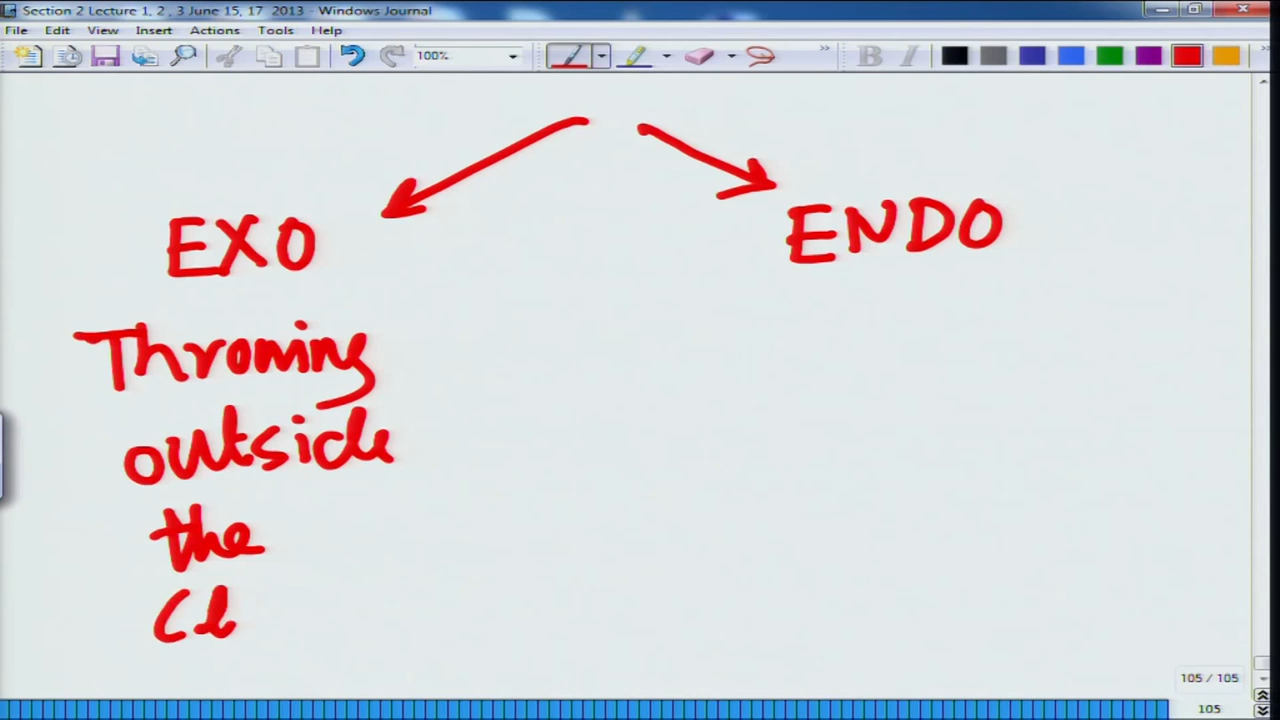 Section 2 Lecture 1, 2 , 3 June 15, 17 2013 - Windows Journal
File Edit View Insert Actions Tools Help
100% B I
EXO ENDO
Throwing
outside
the
105 / 105
105